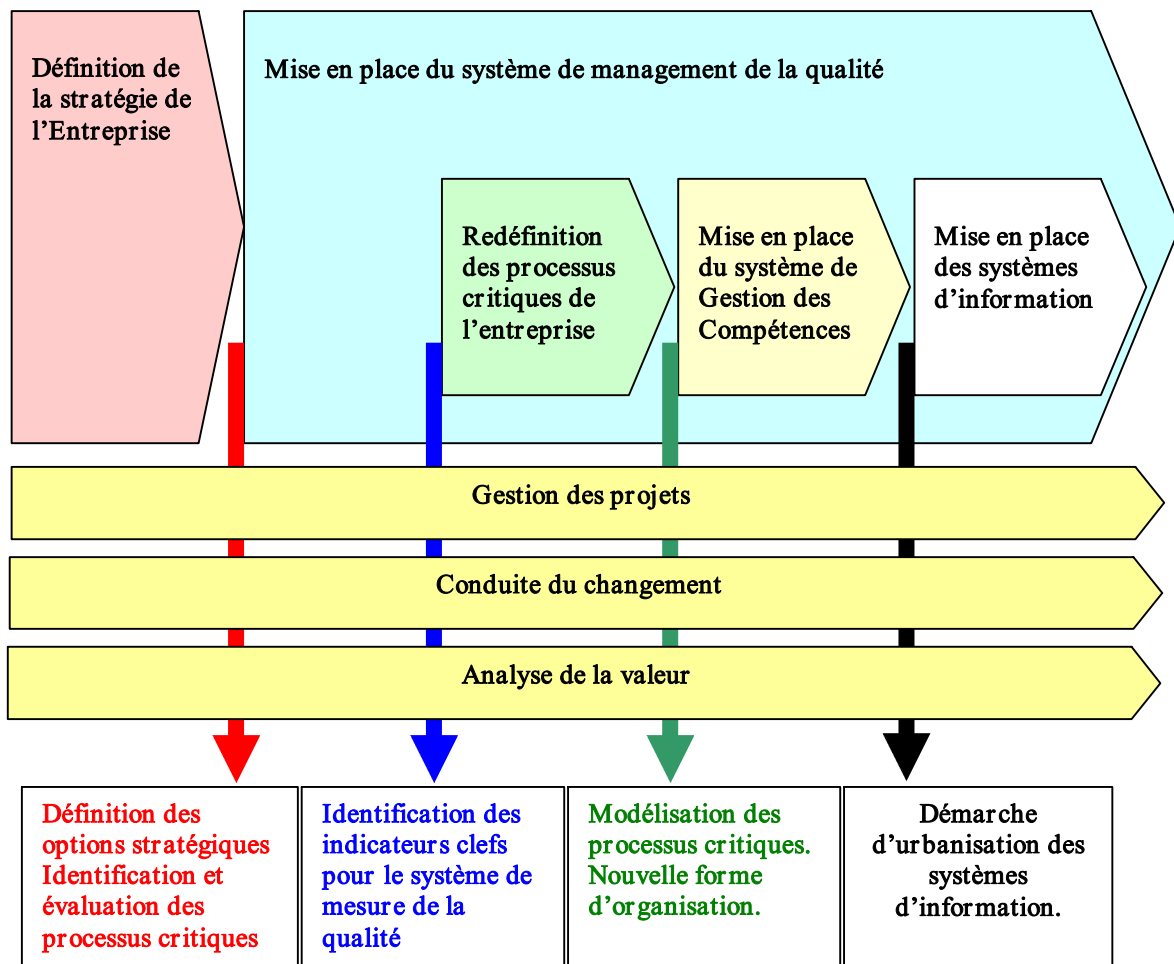 Définition de
la stratégie de
l’Entreprise
Mise en place du système de management de la qualité
Redéfinition
des processus
critiques de
l’entreprise
Mise en place
du système de
Gestion des
Compétences
Mise en place
des systèmes
d’information
Gestion des projets
Conduite du changement
Analyse de la valeur
Définition des
options stratégiques
Identification et
évaluation des
processus critiques
Identification des
indicateurs clefs
pour le système de
mesure de la
qualité
Modélisation des
processus critiques.
Nouvelle forme
d’organisation.
Démarche
d’urbanisation des
systèmes
d’information.